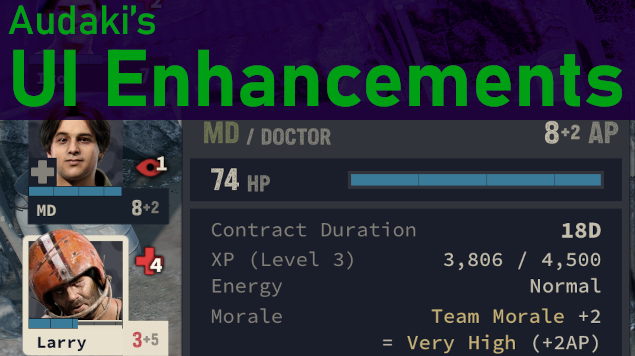 Audaki's
UI Enhancements
MD / DOCTOR
8+2 AP
1
74 HP
MD
8+2
Contract Duration
18D
XP (Level 3)
3,806 / 4,500
4
Energy
Normal
Morale
Team Morale +2
Larry
3+5
= Very High (+2AP)